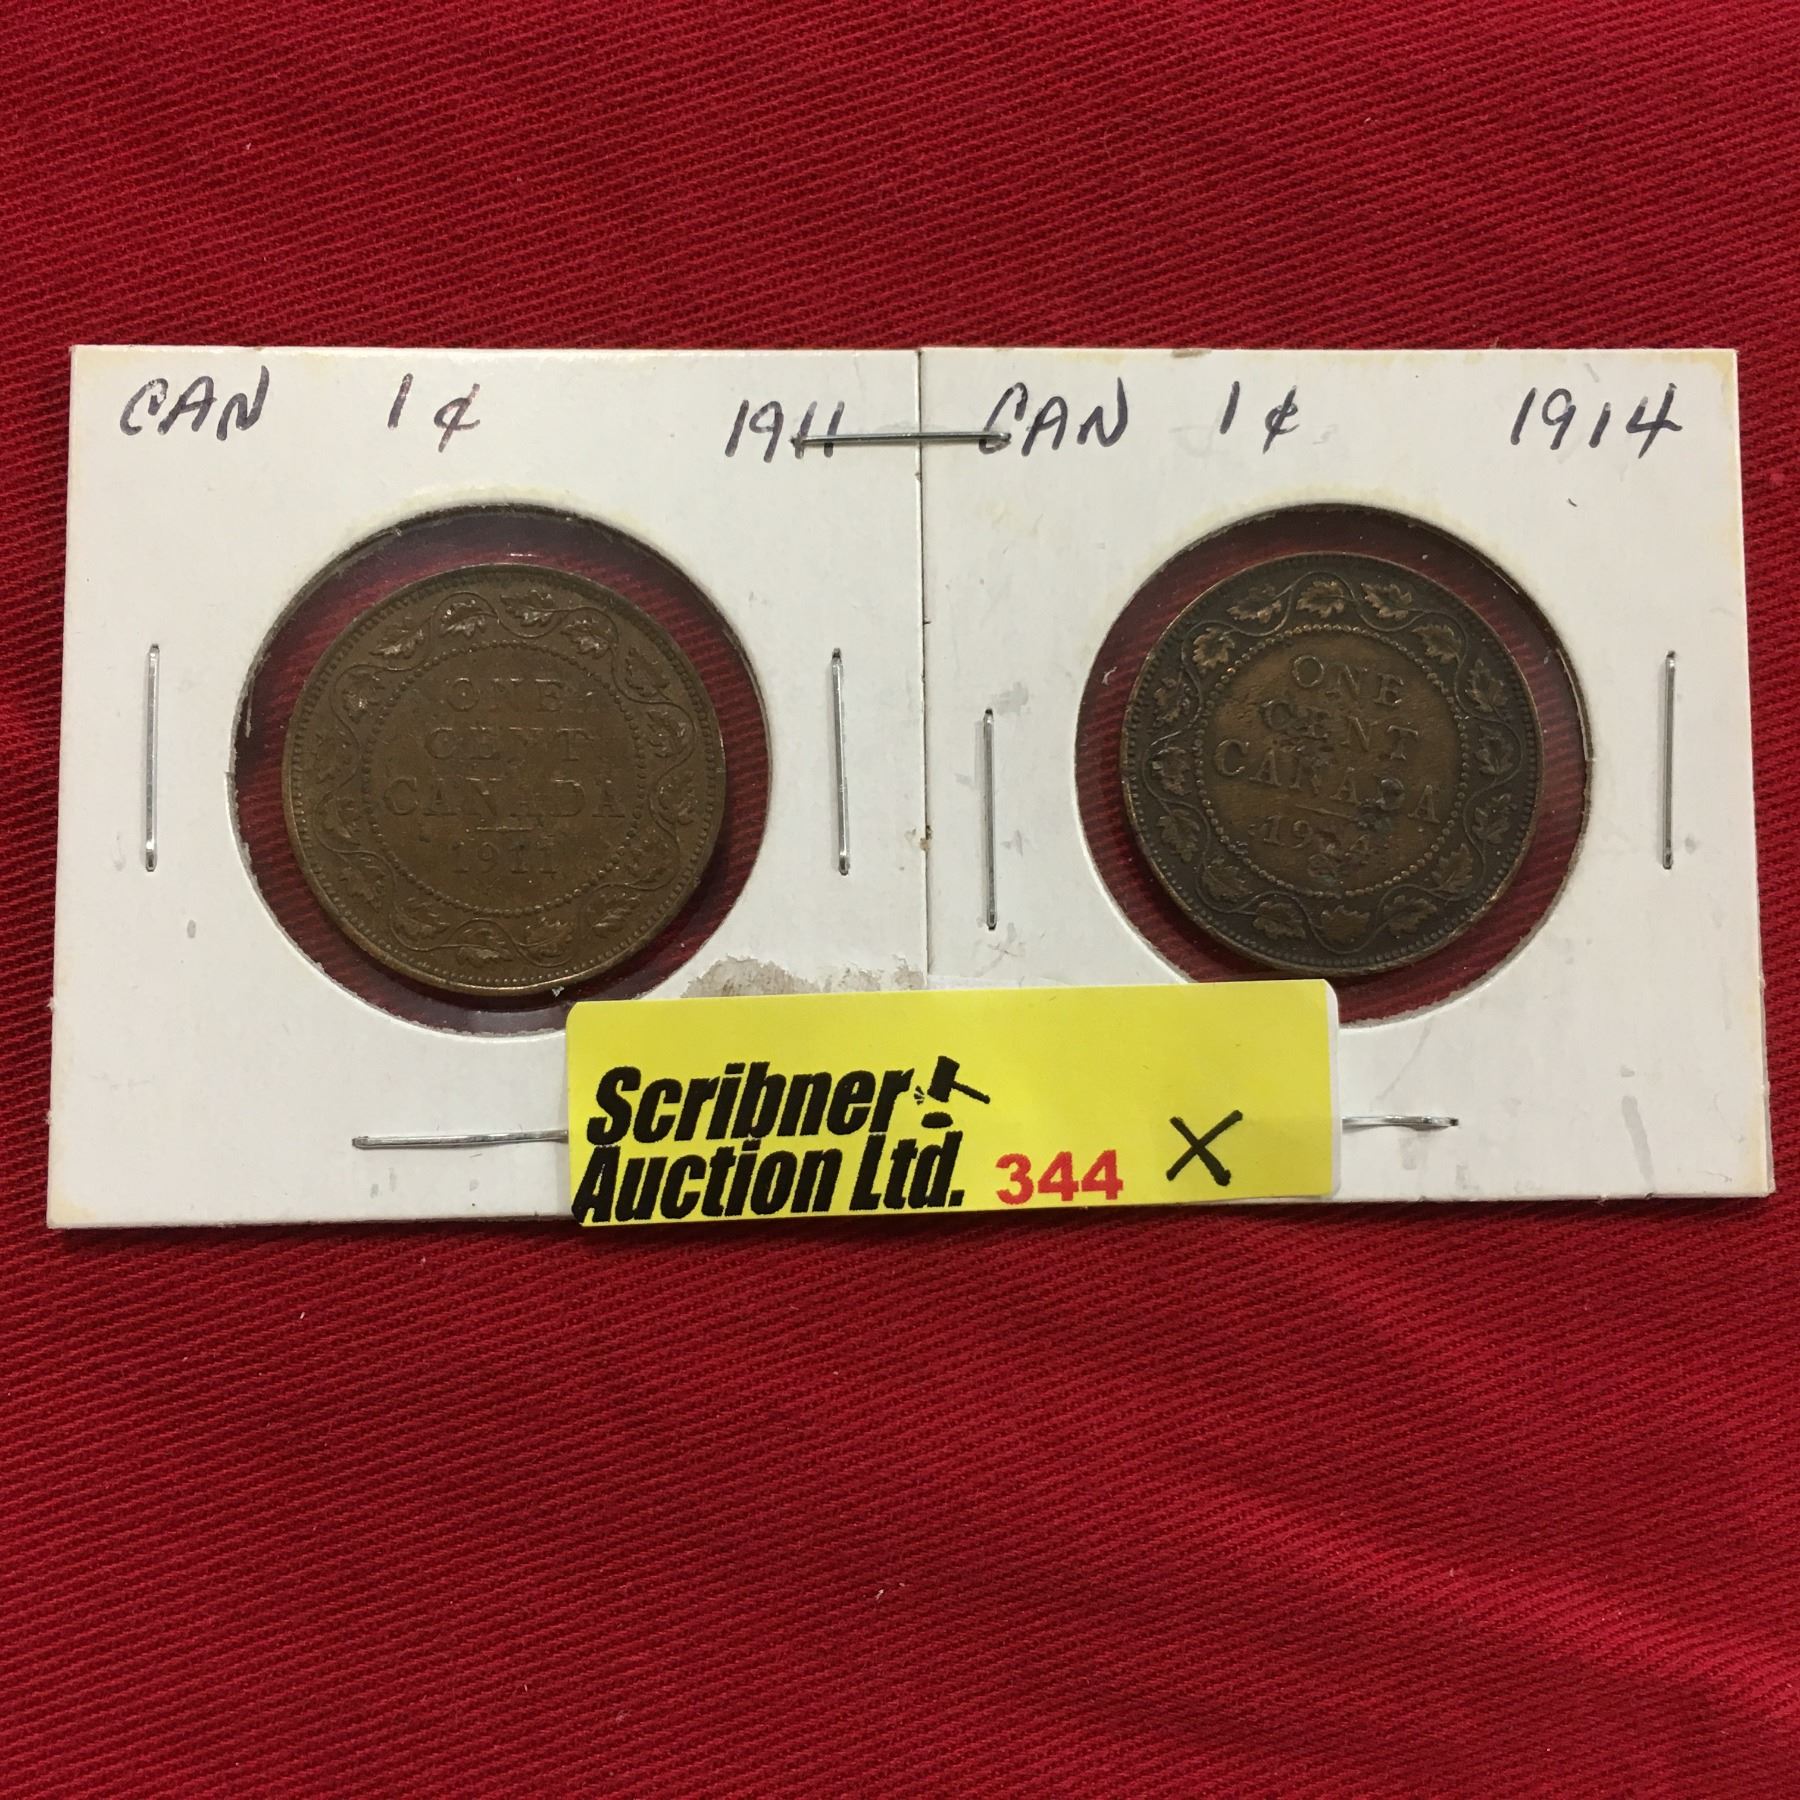 CAN 1¢ 1911
CAN 1¢ 1914
ONE
CENT
CANADA
1911
ONE
CENT
CANADA
Scribner
Auction Ltd. 344 X